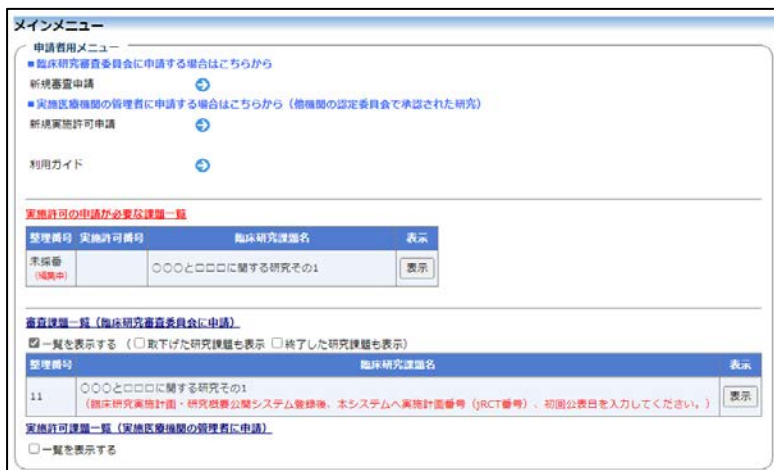 メインメニュー
申請者用メニュー
■臨床研究審査委員会に申請する場合はこちらから
新規審査申請
■実施医療機関の管理者に申請する場合はこちらから（他機関の認定委員会で承認された研究）
新規実施許可申請
利用ガイド
実施許可の申請が必要な課題一覧
整理番号 実施許可番号 臨床研究課題名 表示
未採番
（編集中）
〇〇〇と□□□に関する研究その1 表示
審査課題一覧（臨床研究審査委員会に申請）
☑一覧を表示する （□取下げた研究課題も表示 □終了した研究課題も表示）
整理番号 臨床研究課題名 表示
11 〇〇〇と□□□に関する研究その1
（臨床研究実施計画・研究概要公開システム登録後、本システムへ実施計画番号（jRCT番号）、初回公表日を入力してください。） 表示
実施許可課題一覧（実施医療機関の管理者に申請）
□一覧を表示する